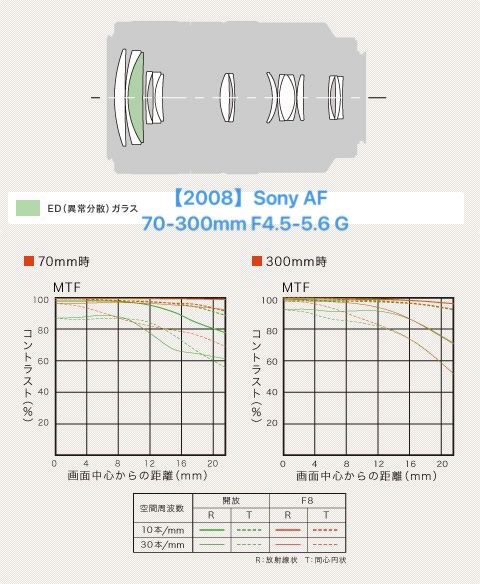 ED(異常分散)ガラス
【2008】Sony AF
70-300mm F4.5-5.6 G
70mm時
300mm時
MTF
MTF
100
80
60
40
20
コントラスト(%)
0 4 8 12 16 20
画面中心からの距離(mm)
100
80
60
40
20
コントラスト(%)
0 4 8 12 16 20
画面中心からの距離(mm)
空間周波数 開放 F8
R T R T
10本/mm
30本/mm
R:放射線状 T:同心円状